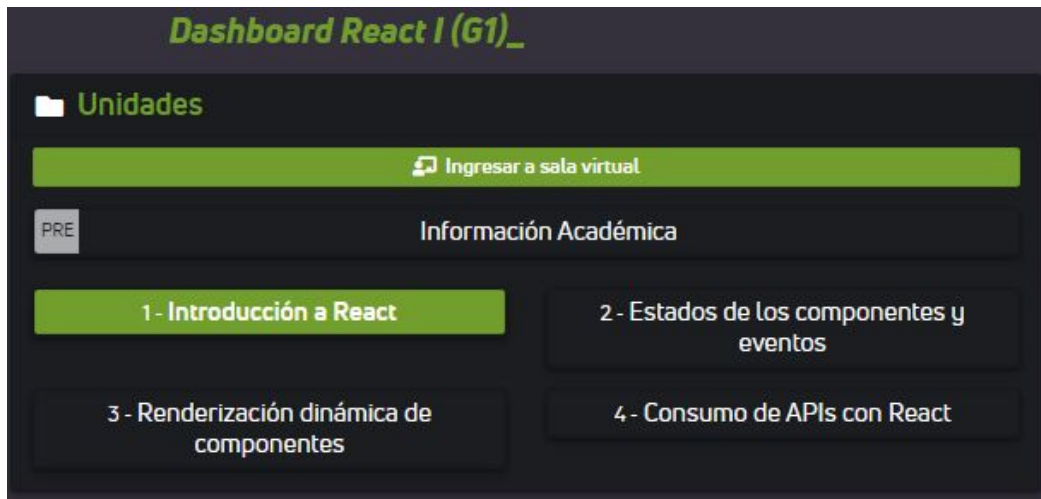 Dashboard React I (G1)_
Unidades
Ingresar a sala virtual
PRE
Información Académica
1 - Introducción a React
2 - Estados de los componentes y
eventos
3 - Renderización dinámica de
componentes
4 - Consumo de APIs con React